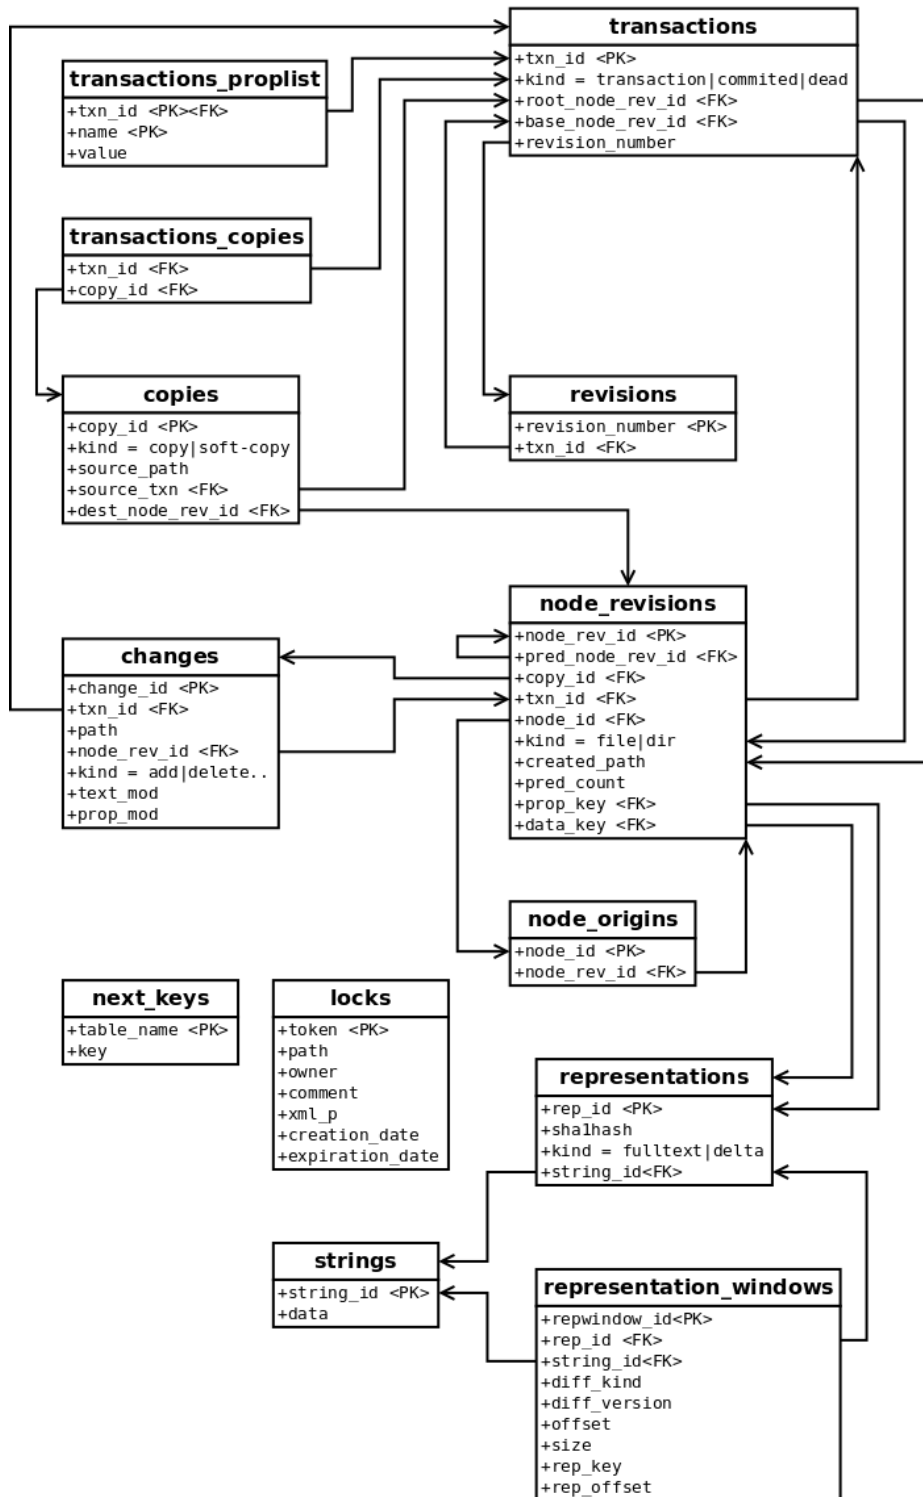 transactions
+txn_id <PK>
+kind = transaction|commited|dead
+root_node_rev_id <FK>
+base_node_rev_id <FK>
+revision_number
transactions_proplist
+txn_id <PK><FK>
+name <PK>
+value
transactions_copies
+txn_id <FK>
+copy_id <FK>
copies
+copy_id <PK>
+kind = copy|soft-copy
+source_path
+source_txn <FK>
+dest_node_rev_id <FK>
revisions
+revision_number <PK>
+txn_id <FK>
node_revisions
+node_rev_id <PK>
+pred_node_rev_id <FK>
+copy_id <FK>
+txn_id <FK>
+node_id <FK>
+kind = file|dir
+created_path
+pred_count
+prop_key <FK>
+data_key <FK>
changes
+change_id <PK>
+txn_id <FK>
+path
+node_rev_id <FK>
+kind = add|delete..
+text_mod
+prop_mod
node_origins
+node_id <PK>
+node_rev_id <FK>
next_keys
+table_name <PK>
+key
locks
+token <PK>
+path
+owner
+comment
+xml_p
+creation_date
+expiration_date
representations
+rep_id <PK>
+sha1hash
+kind = fulltext|delta
+string_id<FK>
strings
+string_id <PK>
+data
representation_windows
+repwindow_id<PK>
+rep_id <FK>
+string_id<FK>
+diff_kind
+diff_version
+offset
+size
+rep_key
+rep_offset